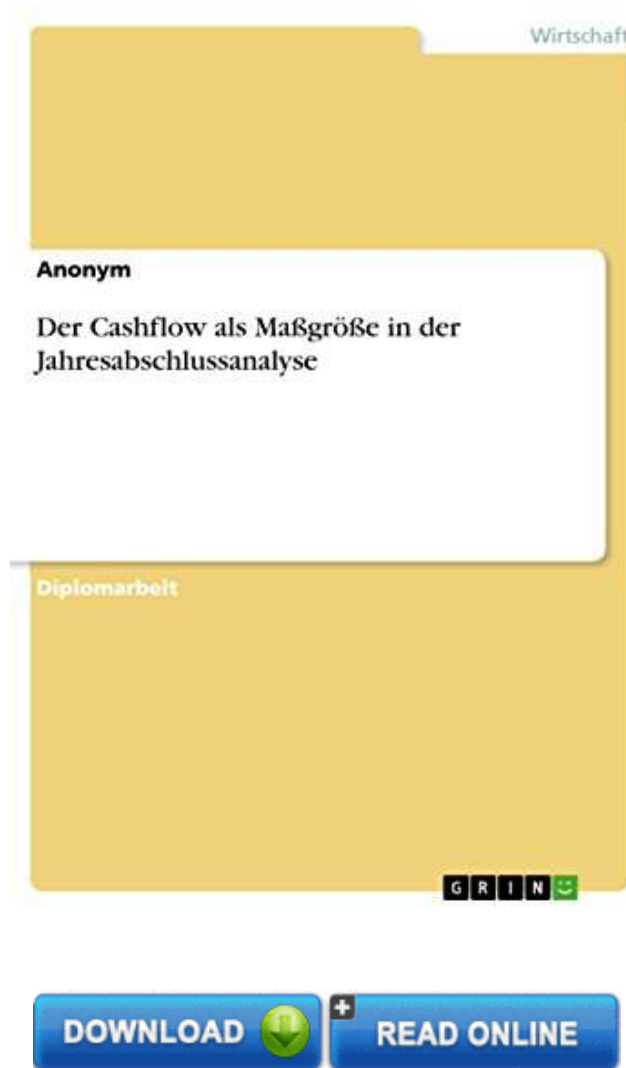 Wirtschaft
Anonym
Der Cashflow als Maßgröße in der
Jahresabschlussanalyse
Diplomarbeit
GRIN
DOWNLOAD
READ ONLINE